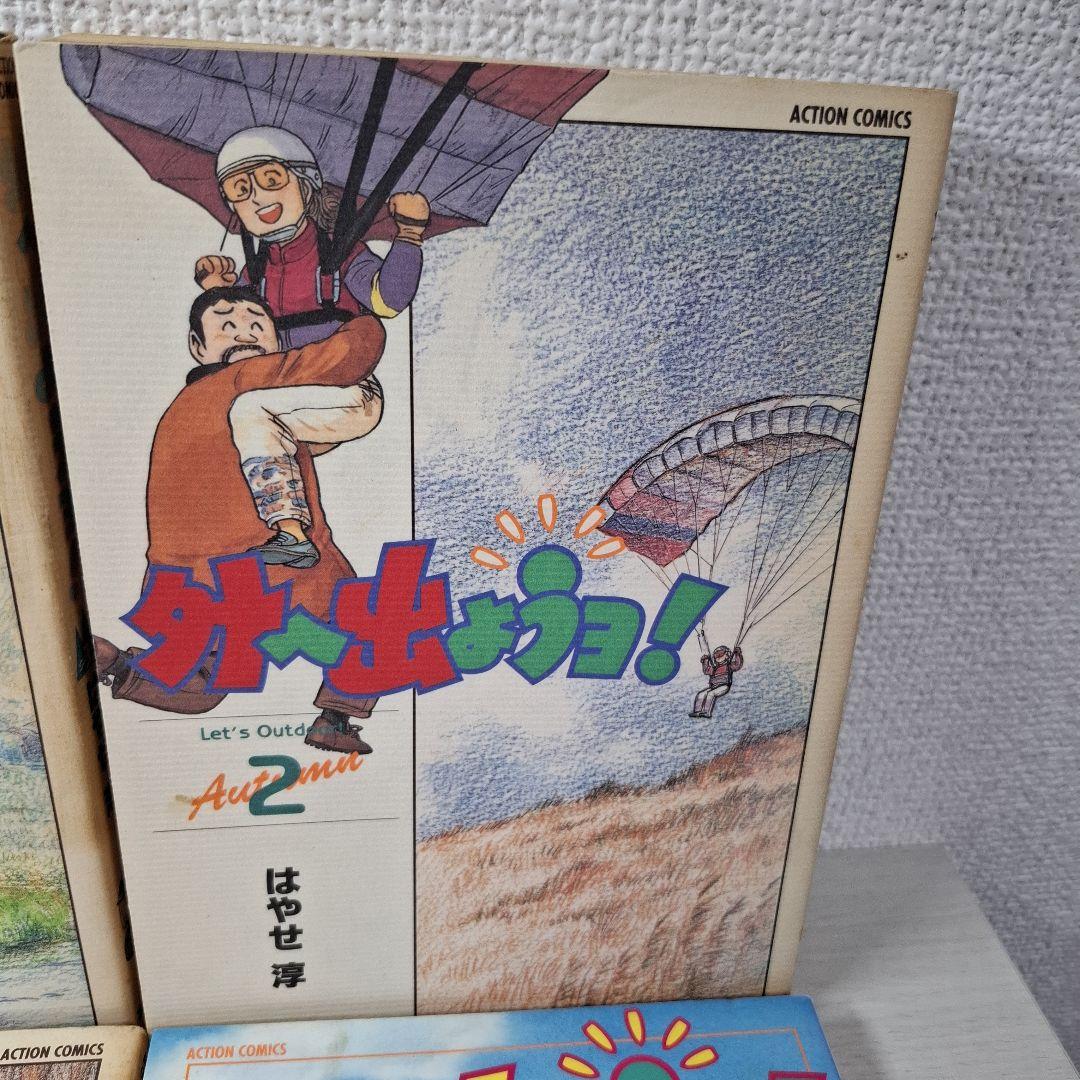 ACTION COMICS
外へ出ようヨ!
Let's Outdoor!
Autumn
2
はやせ 淳
ACTION COMICS
ACTION COMICS